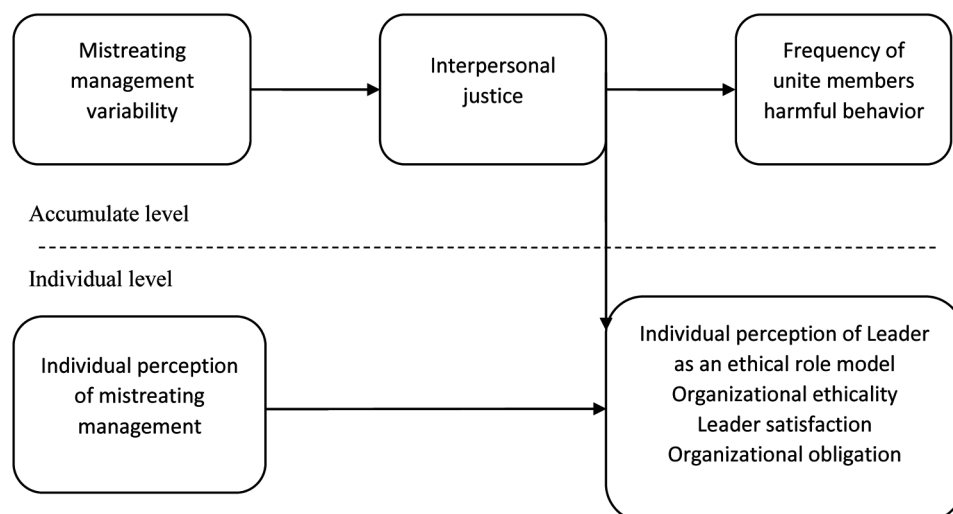 Mistreating
management
variability
Interpersonal
justice
Frequency of
unite members
harmful behavior
Accumulate level
Individual level
Individual perception
of mistreating
management
Individual perception of Leader
as an ethical role model
Organizational ethicality
Leader satisfaction
Organizational obligation